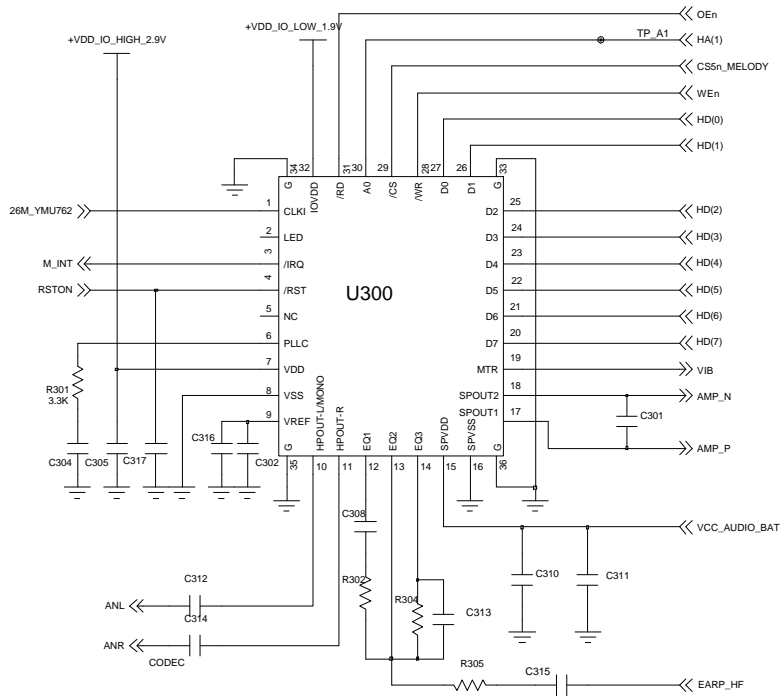 OEn
+VDD_IO_LOW_1.9V
TP_A1
HA(1)
+VDD_IO_HIGH_2.9V
CS5n_MELODY
WEn
HD(0)
HD(1)
34
32
31
30
29
28
27
26
33
G
IOVDD
/RD
A0
/CS
/WR
D0
D1
G
26M_YMU762
1
CLKI
D2
25
HD(2)
2
LED
D3
24
HD(3)
M_INT
3
/IRQ
D4
23
HD(4)
RSTON
4
/RST
U300
D5
22
HD(5)
5
NC
D6
21
HD(6)
6
PLLC
D7
20
HD(7)
7
VDD
MTR
19
VIB
R301
3.3K
8
VSS
SPOUT2
18
AMP_N
9
VREF
SPOUT1
17
C301
G
HPOUT-L/MONO
HPOUT-R
EQ1
EQ2
EQ3
SPVDD
SPVSS
G
AMP_P
C304
C305
C317
C316
C302
35
10
11
12
13
14
15
16
36
C308
VCC_AUDIO_BAT
C312
R302
R304
C313
C310
C311
ANL
C314
ANR
CODEC
R305
C315
EARP_HF